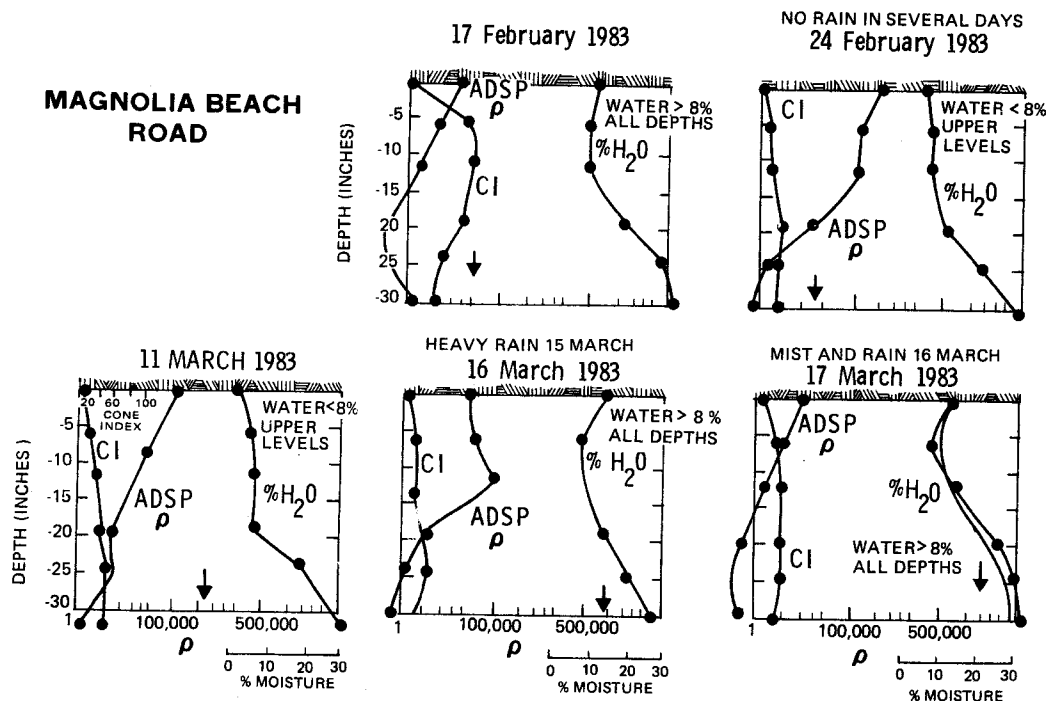 MAGNOLIA BEACH
ROAD
17 February 1983
ADSP
ρ
WATER > 8%
ALL DEPTHS
%H2O
CI
DEPTH (INCHES)
-5
-10
-15
20
25
-30
NO RAIN IN SEVERAL DAYS
24 February 1983
CI
WATER <8%
UPPER
LEVELS
%H2O
ADSP
ρ
11 MARCH 1983
20 60 100
CONE
INDEX
WATER<8%
UPPER
LEVELS
CI
%H2O
ADSP
ρ
DEPTH (INCHES)
-5
-10
-15
-20
-25
-30
1 100,000 500,000
ρ
0 10 20 30
% MOISTURE
HEAVY RAIN 15 MARCH
16 March 1983
WATER> 8 %
ALL DEPTHS
% H2O
CI
ADSP
ρ
1 100,000 500,000
ρ
0 10 20 30
% MOISTURE
MIST AND RAIN 16 MARCH
17 March 1983
ADSP
ρ
%H2O
CI
WATER> 8%
ALL DEPTHS
1 100,000 500,000
ρ
0 10 20 30
% MOISTURE